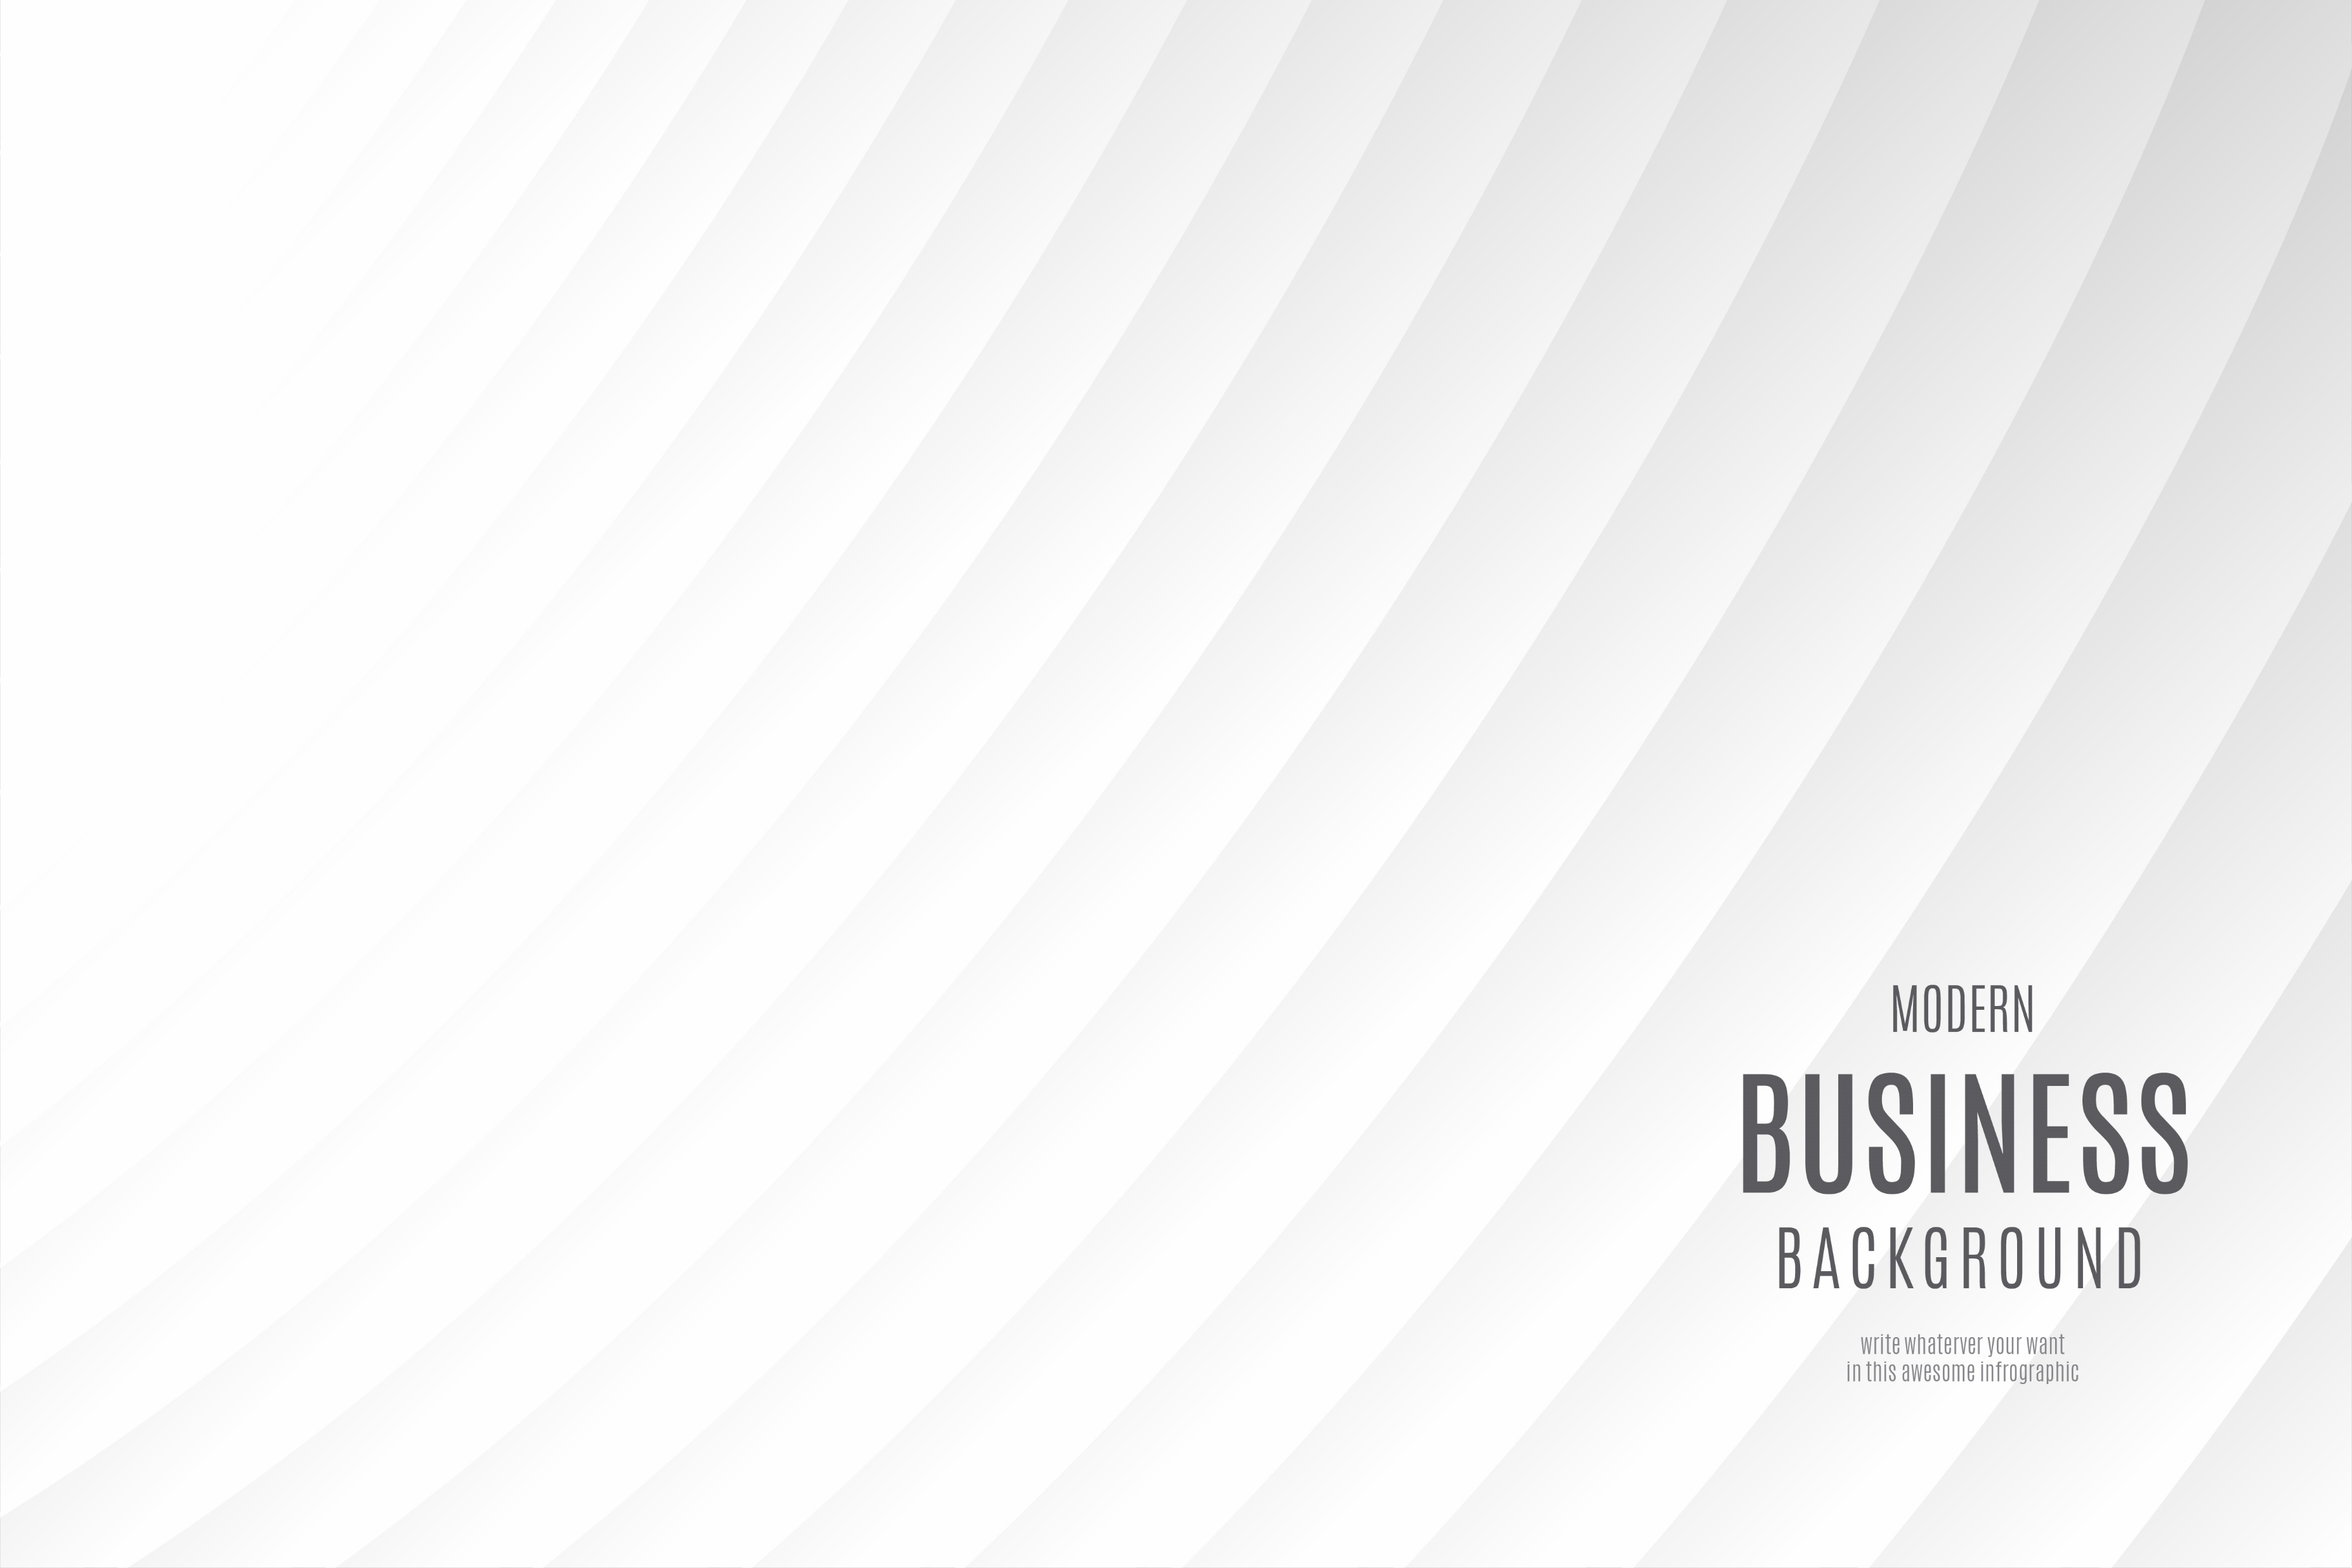 MODERN
BUSINESS
BACKGROUND
write whaterver your want
in this awesome infrographic